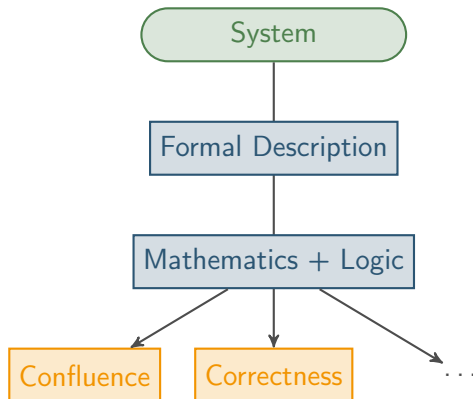 System
Formal Description
Mathematics + Logic
Confluence
Correctness
...